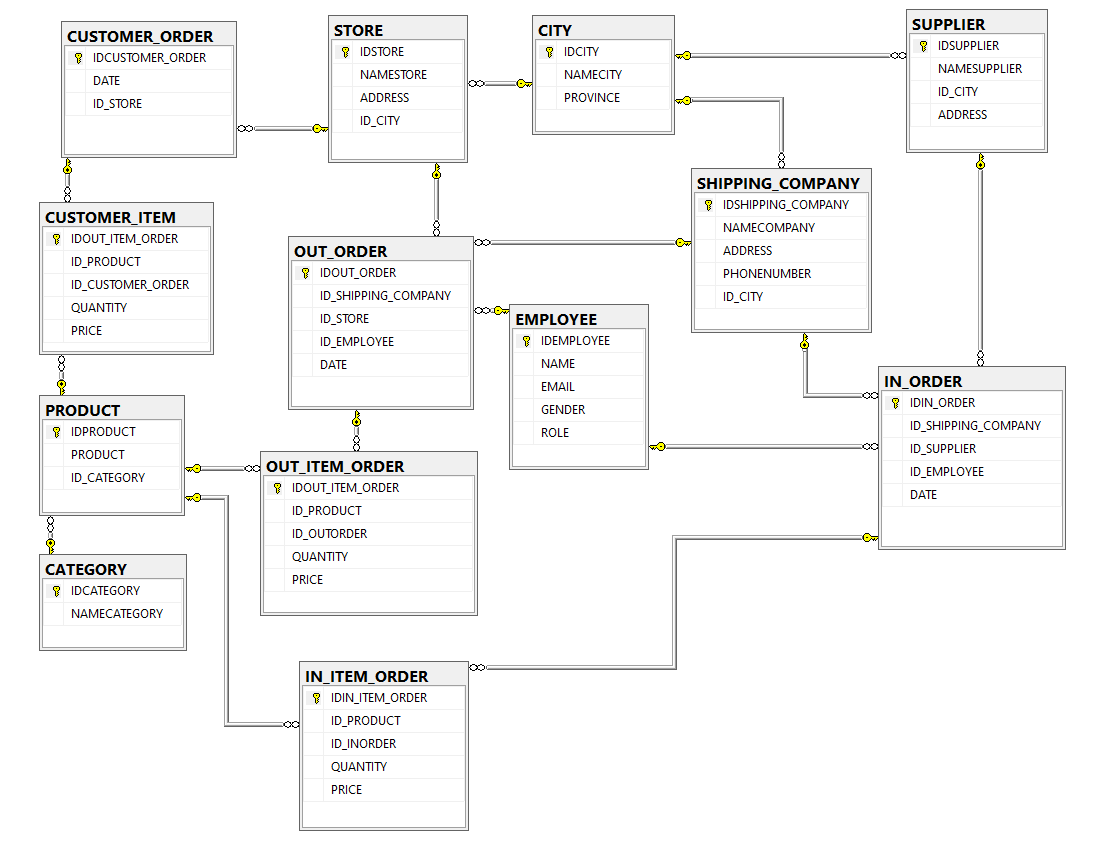 CUSTOMER_ORDER
IDCUSTOMER_ORDER
DATE
ID_STORE
STORE
IDSTORE
NAMESTORE
ADDRESS
ID_CITY
CITY
IDCITY
NAMECITY
PROVINCE
SUPPLIER
IDSUPPLIER
NAMESUPPLIER
ID_CITY
ADDRESS
SHIPPING_COMPANY
IDSHIPPING_COMPANY
NAMECOMPANY
ADDRESS
PHONENUMBER
ID_CITY
CUSTOMER_ITEM
IDOUT_ITEM_ORDER
ID_PRODUCT
ID_CUSTOMER_ORDER
QUANTITY
PRICE
OUT_ORDER
IDOUT_ORDER
ID_SHIPPING_COMPANY
ID_STORE
ID_EMPLOYEE
DATE
EMPLOYEE
IDEMPLOYEE
NAME
EMAIL
GENDER
ROLE
IN_ORDER
IDIN_ORDER
ID_SHIPPING_COMPANY
ID_SUPPLIER
ID_EMPLOYEE
DATE
PRODUCT
IDPRODUCT
PRODUCT
ID_CATEGORY
OUT_ITEM_ORDER
IDOUT_ITEM_ORDER
ID_PRODUCT
ID_OUTORDER
QUANTITY
PRICE
CATEGORY
IDCATEGORY
NAMECATEGORY
IN_ITEM_ORDER
IDIN_ITEM_ORDER
ID_PRODUCT
ID_INORDER
QUANTITY
PRICE